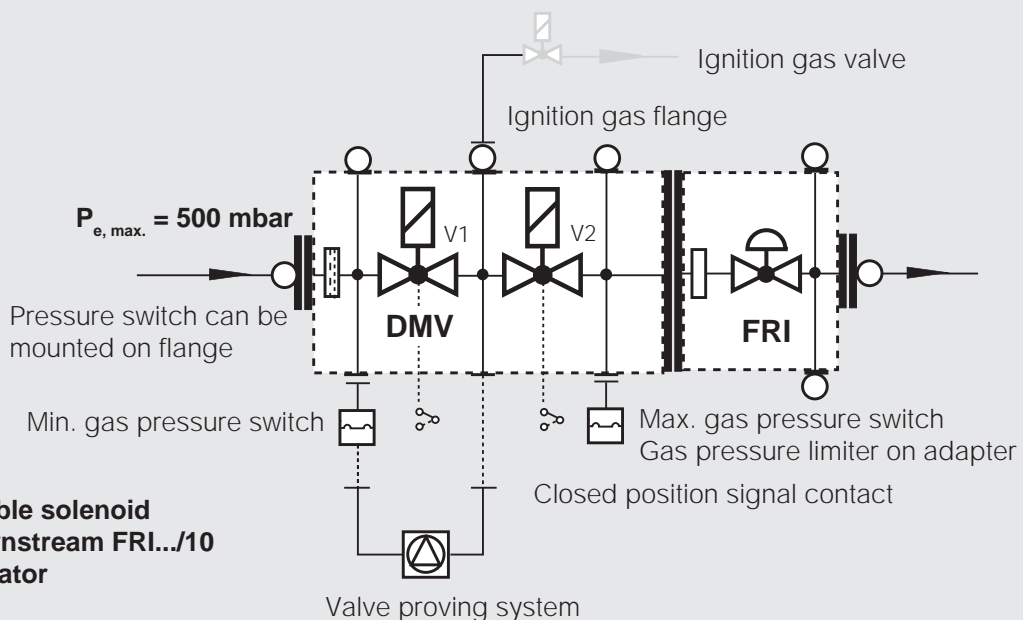 Ignition gas valve
Ignition gas flange
Pe, max. = 500 mbar
V1
V2
DMV
FRI
Pressure switch can be
mounted on flange
Min. gas pressure switch
Max. gas pressure switch
Gas pressure limiter on adapter
Closed position signal contact
ble solenoid
nstream FRI.../10
ator
Valve proving system